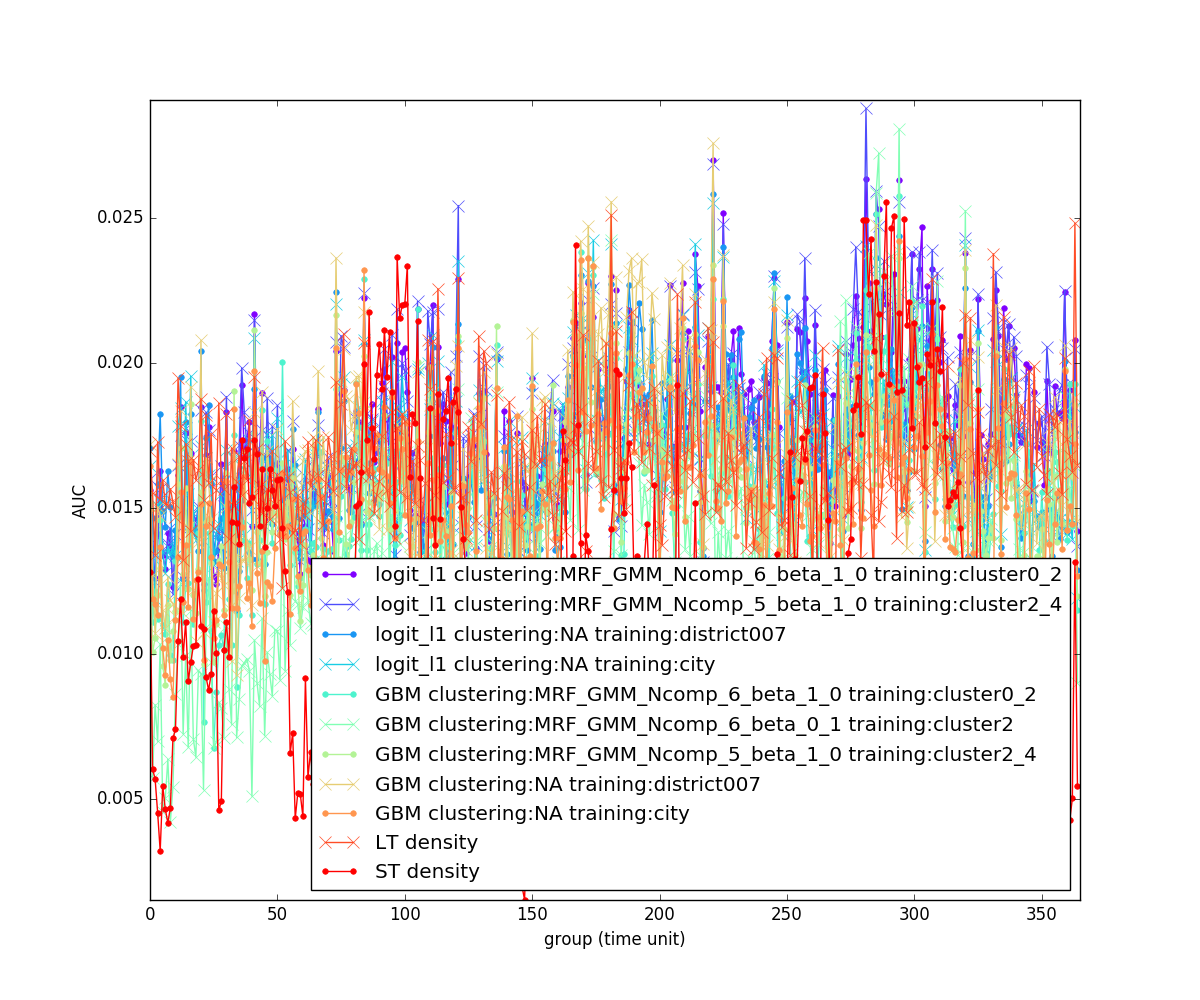 AUC
0.025
0.020
0.015
0.010
0.005
logit_l1 clustering:MRF_GMM_Ncomp_6_beta_1_0 training:cluster0_2
logit_l1 clustering:MRF_GMM_Ncomp_5_beta_1_0 training:cluster2_4
logit_l1 clustering:NA training:district007
logit_l1 clustering:NA training:city
GBM clustering:MRF_GMM_Ncomp_6_beta_1_0 training:cluster0_2
GBM clustering:MRF_GMM_Ncomp_6_beta_0_1 training:cluster2
GBM clustering:MRF_GMM_Ncomp_5_beta_1_0 training:cluster2_4
GBM clustering:NA training:district007
GBM clustering:NA training:city
LT density
ST density
0 50 100 150 200 250 300 350
group (time unit)